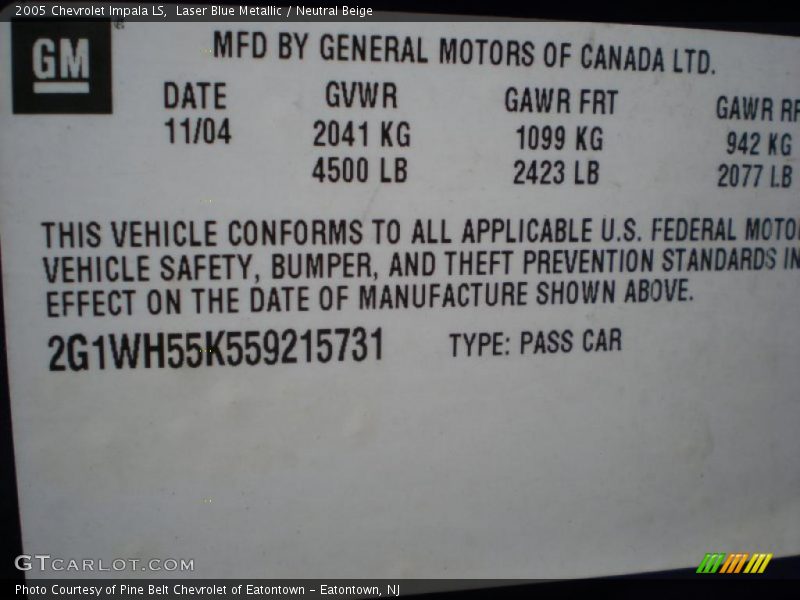 2005 Chevrolet Impala LS,  Laser Blue Metallic / Neutral Beige
GM
MFD BY GENERAL MOTORS OF CANADA LTD.
DATE GVWR GAWR FRT GAWR
11/04 2041 KG 1099 KG 942 KG
4500 LB 2423 LB 2077 LB
THIS VEHICLE CONFORMS TO ALL APPLICABLE U.S. FEDERAL MOTO
VEHICLE SAFETY, BUMPER, AND THEFT PREVENTION STANDARDS IN
EFFECT ON THE DATE OF MANUFACTURE SHOWN ABOVE.
2G1WH55K559215731 TYPE: PASS CAR
GTCARLOT.COM
Photo Courtesy of Pine Belt Chevrolet of Eatontown – Eatontown, NJ